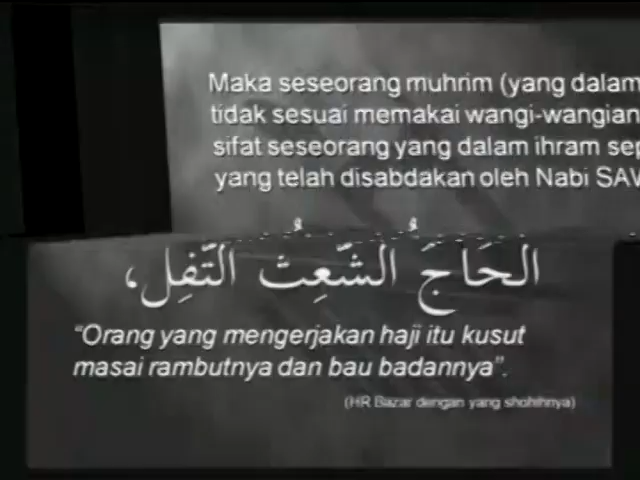 Maka seseorang muhrim (yang dalam
tidak sesuai memakai wangi-wangian
sifat seseorang yang dalam ihram sep
yang telah disabdakan oleh Nabi SAW
الْحَاجُّ الشَّعِثُ التَّفِل،
“Orang yang mengerjakan haji itu kusut
masai rambutnya dan bau badannya”.
(HR Bazar dengan yang shohihnya)